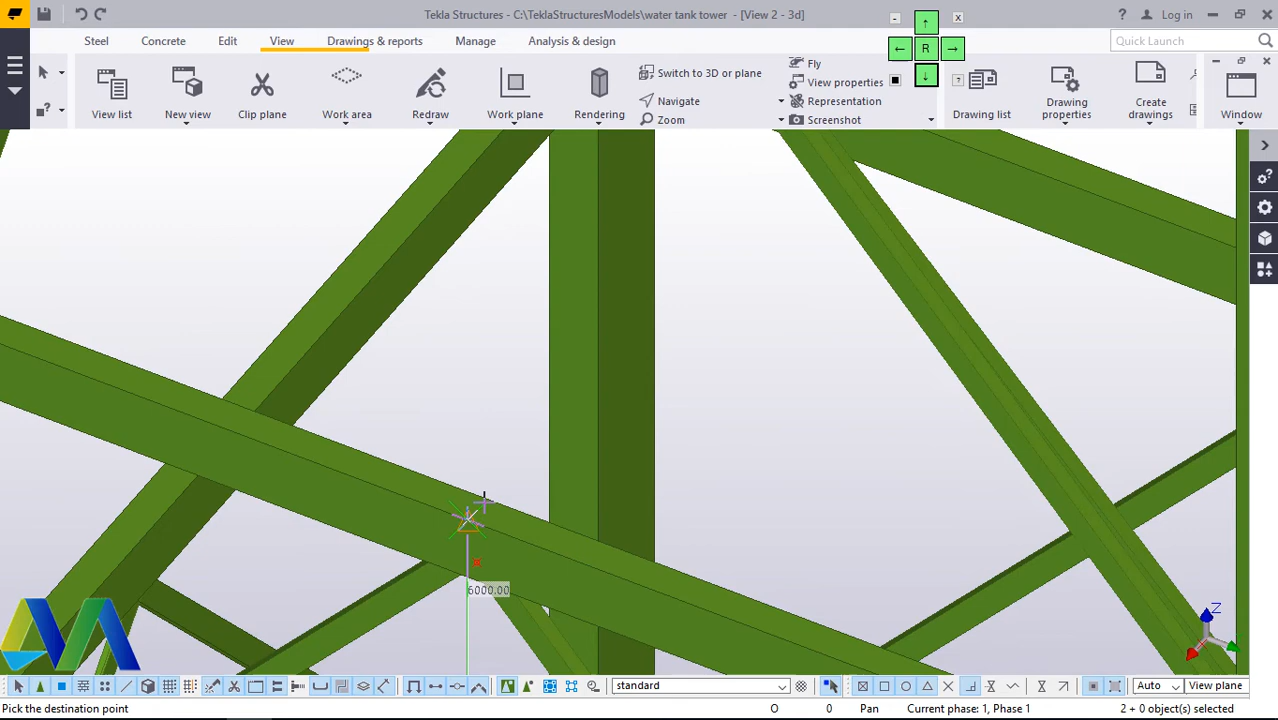 Tekla Structures - C:\TeklaStructuresModels\water tank tower - [View 2 - 3d]
Log in
Steel
Concrete
Edit
View
Drawings & reports
Manage
Analysis & design
Quick Launch
R
View list
New view
Clip plane
Work area
Redraw
Work plane
Rendering
Switch to 3D or plane
Navigate
Zoom
Fly
View properties
Representation
Screenshot
Drawing list
Drawing properties
Create drawings
Window
6000.00
Z
standard
Auto
View plane
Pick the destination point
O
0
Pan
Current phase: 1, Phase 1
2 + 0 object(s) selected